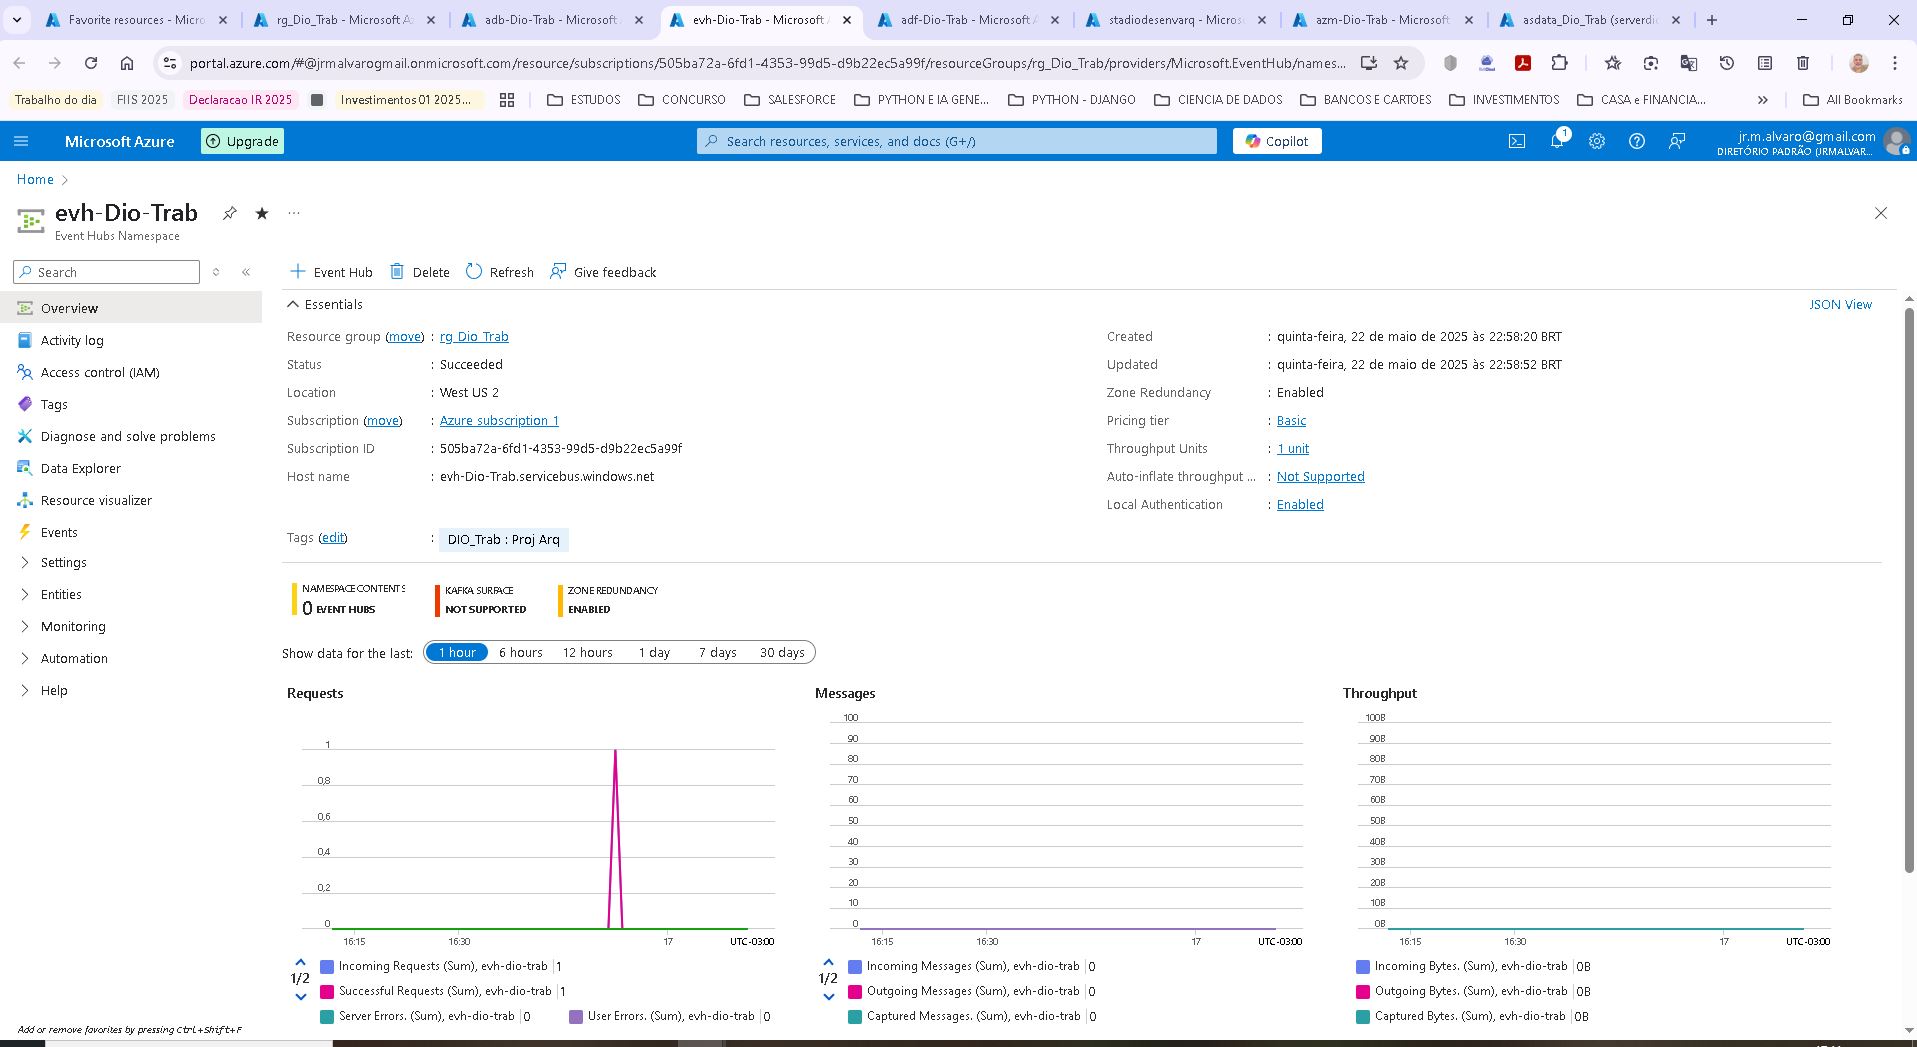 Favorite resources - Micro
rg_Dio_Trab - Microsoft Az
adb-Dio-Trab - Microsoft
evh-Dio-Trab - Microsoft A
adf-Dio-Trab - Microsoft A
stadiodesenvarq - Micros
azm-Dio-Trab - Microsoft
asdata_Dio_Trab (serverdi
portal.azure.com/#@jrmalvarogmail.onmicrosoft.com/resource/subscriptions/505ba72a-6fd1-4353-99d5-d9b22ec5a99f/resourceGroups/rg_Dio_Trab/providers/Microsoft.EventHub/names...
Trabalho do dia
FIIS 2025
Declaracao IR 2025
Investimentos 01 2025...
ESTUDOS
CONCURSO
SALESFORCE
PYTHON E IA GENE...
PYTHON - DJANGO
CIENCIA DE DADOS
BANCOS E CARTOES
INVESTIMENTOS
CASA e FINANCIA...
All Bookmarks
Microsoft Azure
Upgrade
Search resources, services, and docs (G+/)
Copilot
1
jr.m.alvaro@gmail.com
DIRETÓRIO PADRÃO (JRMALVAR...
Home
evh-Dio-Trab
Event Hubs Namespace
Search
Overview
Activity log
Access control (IAM)
Tags
Diagnose and solve problems
Data Explorer
Resource visualizer
Events
Settings
Entities
Monitoring
Automation
Help
Add or remove favorites by pressing Ctrl+Shift+F
Event Hub
Delete
Refresh
Give feedback
Essentials
JSON View
Resource group (move) : rg_Dio_Trab
Status : Succeeded
Location : West US 2
Subscription (move) : Azure subscription 1
Subscription ID : 505ba72a-6fd1-4353-99d5-d9b22ec5a99f
Host name : evh-Dio-Trab.servicebus.windows.net
Created : quinta-feira, 22 de maio de 2025 às 22:58:20 BRT
Updated : quinta-feira, 22 de maio de 2025 às 22:58:52 BRT
Zone Redundancy : Enabled
Pricing tier : Basic
Throughput Units : 1 unit
Auto-inflate throughput ... : Not Supported
Local Authentication : Enabled
Tags (edit) : DIO_Trab : Proj Arq
NAMESPACE CONTENTS
0 EVENT HUBS
KAFKA SURFACE
NOT SUPPORTED
ZONE REDUNDANCY
ENABLED
Show data for the last: 1 hour 6 hours 12 hours 1 day 7 days 30 days
Requests
1
0,8
0,6
0,4
0,2
0
16:15 16:30 17 UTC-03:00
1/2
Incoming Requests (Sum), evh-dio-trab | 1
Successful Requests (Sum), evh-dio-trab | 1
Server Errors. (Sum), evh-dio-trab | 0
User Errors. (Sum), evh-dio-trab | 0
Messages
100
90
80
70
60
50
40
30
20
10
0
16:15 16:30 17 UTC-03:00
1/2
Incoming Messages (Sum), evh-dio-trab | 0
Outgoing Messages (Sum), evh-dio-trab | 0
Captured Messages. (Sum), evh-dio-trab | 0
Throughput
100B
90B
80B
70B
60B
50B
40B
30B
20B
10B
0B
16:15 16:30 17 UTC-03:00
Incoming Bytes. (Sum), evh-dio-trab | 0B
Outgoing Bytes. (Sum), evh-dio-trab | 0B
Captured Bytes. (Sum), evh-dio-trab | 0B